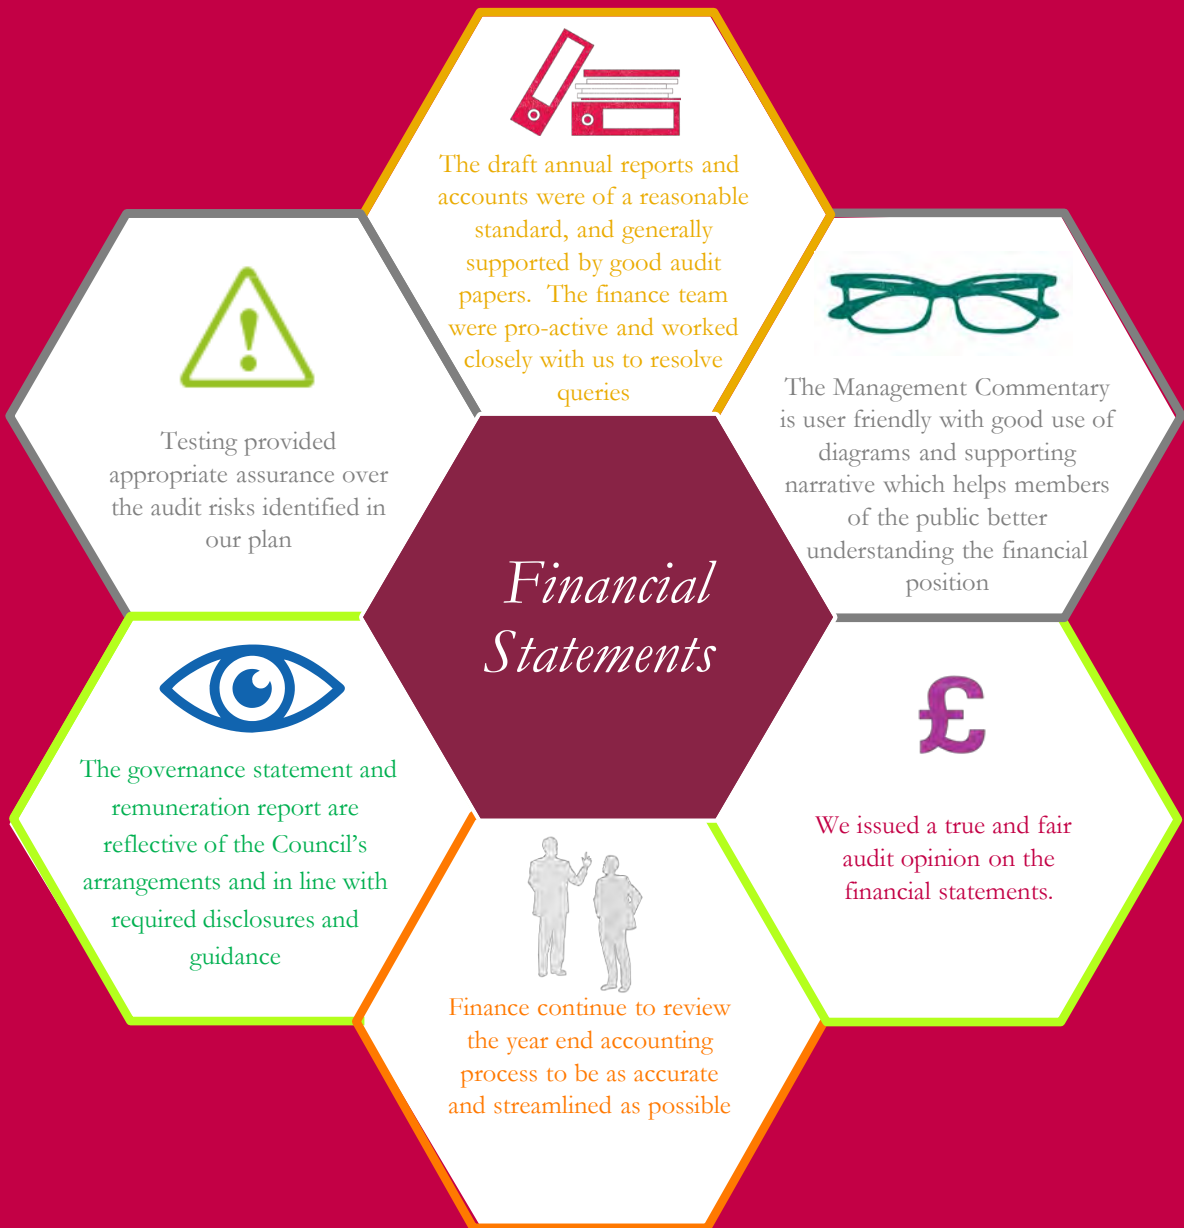 The draft annual reports and
accounts were of a reasonable
standard, and generally
supported by good audit
papers.  The finance team
were pro-active and worked
closely with us to resolve
queries
The Management Commentary
is user friendly with good use of
diagrams and supporting
narrative which helps members
of the public better
understanding the financial
position
Testing provided
appropriate assurance over
the audit risks identified in
our plan
Financial
Statements
The governance statement and
remuneration report are
reflective of the Council’s
arrangements and in line with
required disclosures and
guidance
£
We issued a true and fair
audit opinion on the
financial statements.
Finance continue to review
the year end accounting
process to be as accurate
and streamlined as possible